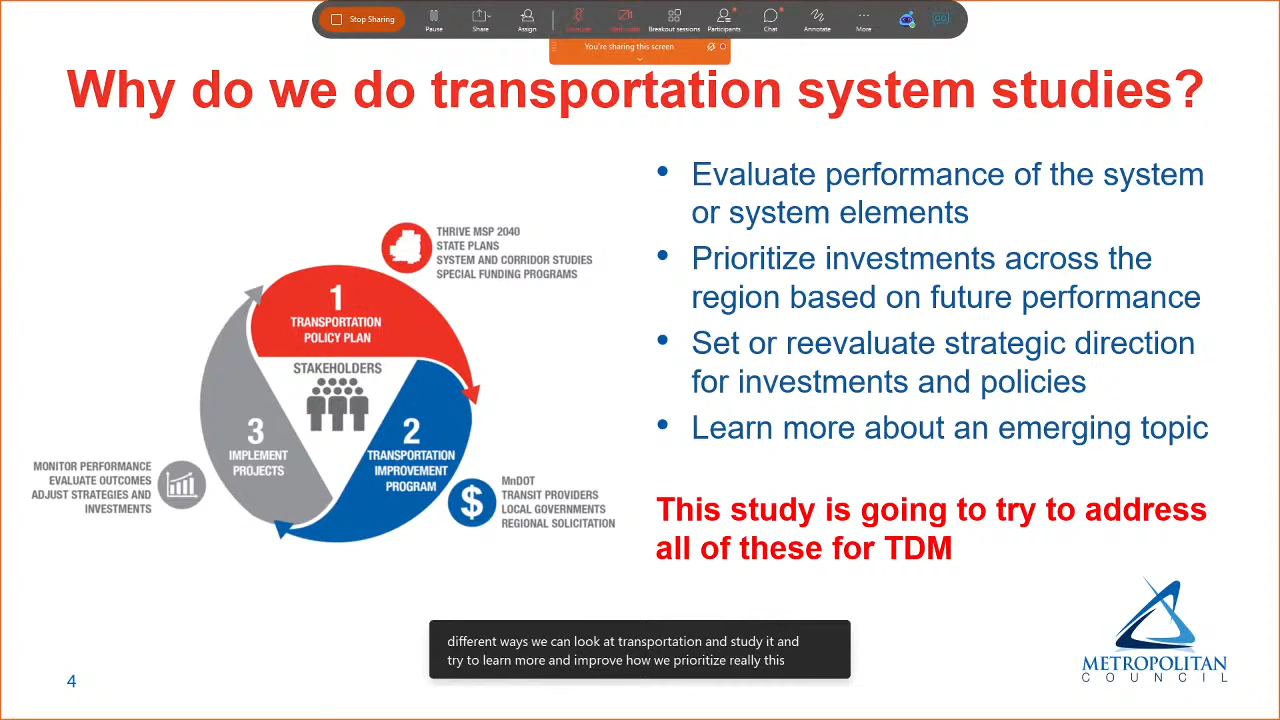 Stop Sharing
Pause
Share
Assign
Breakout sessions
Participants
Chat
Annotate
More
You're sharing this screen
Why do we do transportation system studies?
• Evaluate performance of the system
or system elements
• Prioritize investments across the
region based on future performance
• Set or reevaluate strategic direction
for investments and policies
• Learn more about an emerging topic
This study is going to try to address
all of these for TDM
THRIVE MSP 2040
STATE PLANS
SYSTEM AND CORRIDOR STUDIES
SPECIAL FUNDING PROGRAMS
1
TRANSPORTATION
POLICY PLAN
STAKEHOLDERS
3
IMPLEMENT
PROJECTS
2
TRANSPORTATION
IMPROVEMENT
PROGRAM
MONITOR PERFORMANCE
EVALUATE OUTCOMES
ADJUST STRATEGIES AND
INVESTMENTS
$
MnDOT
TRANSIT PROVIDERS
LOCAL GOVERNMENTS
REGIONAL SOLICITATION
different ways we can look at transportation and study it and
try to learn more and improve how we prioritize really this
METROPOLITAN
COUNCIL
4